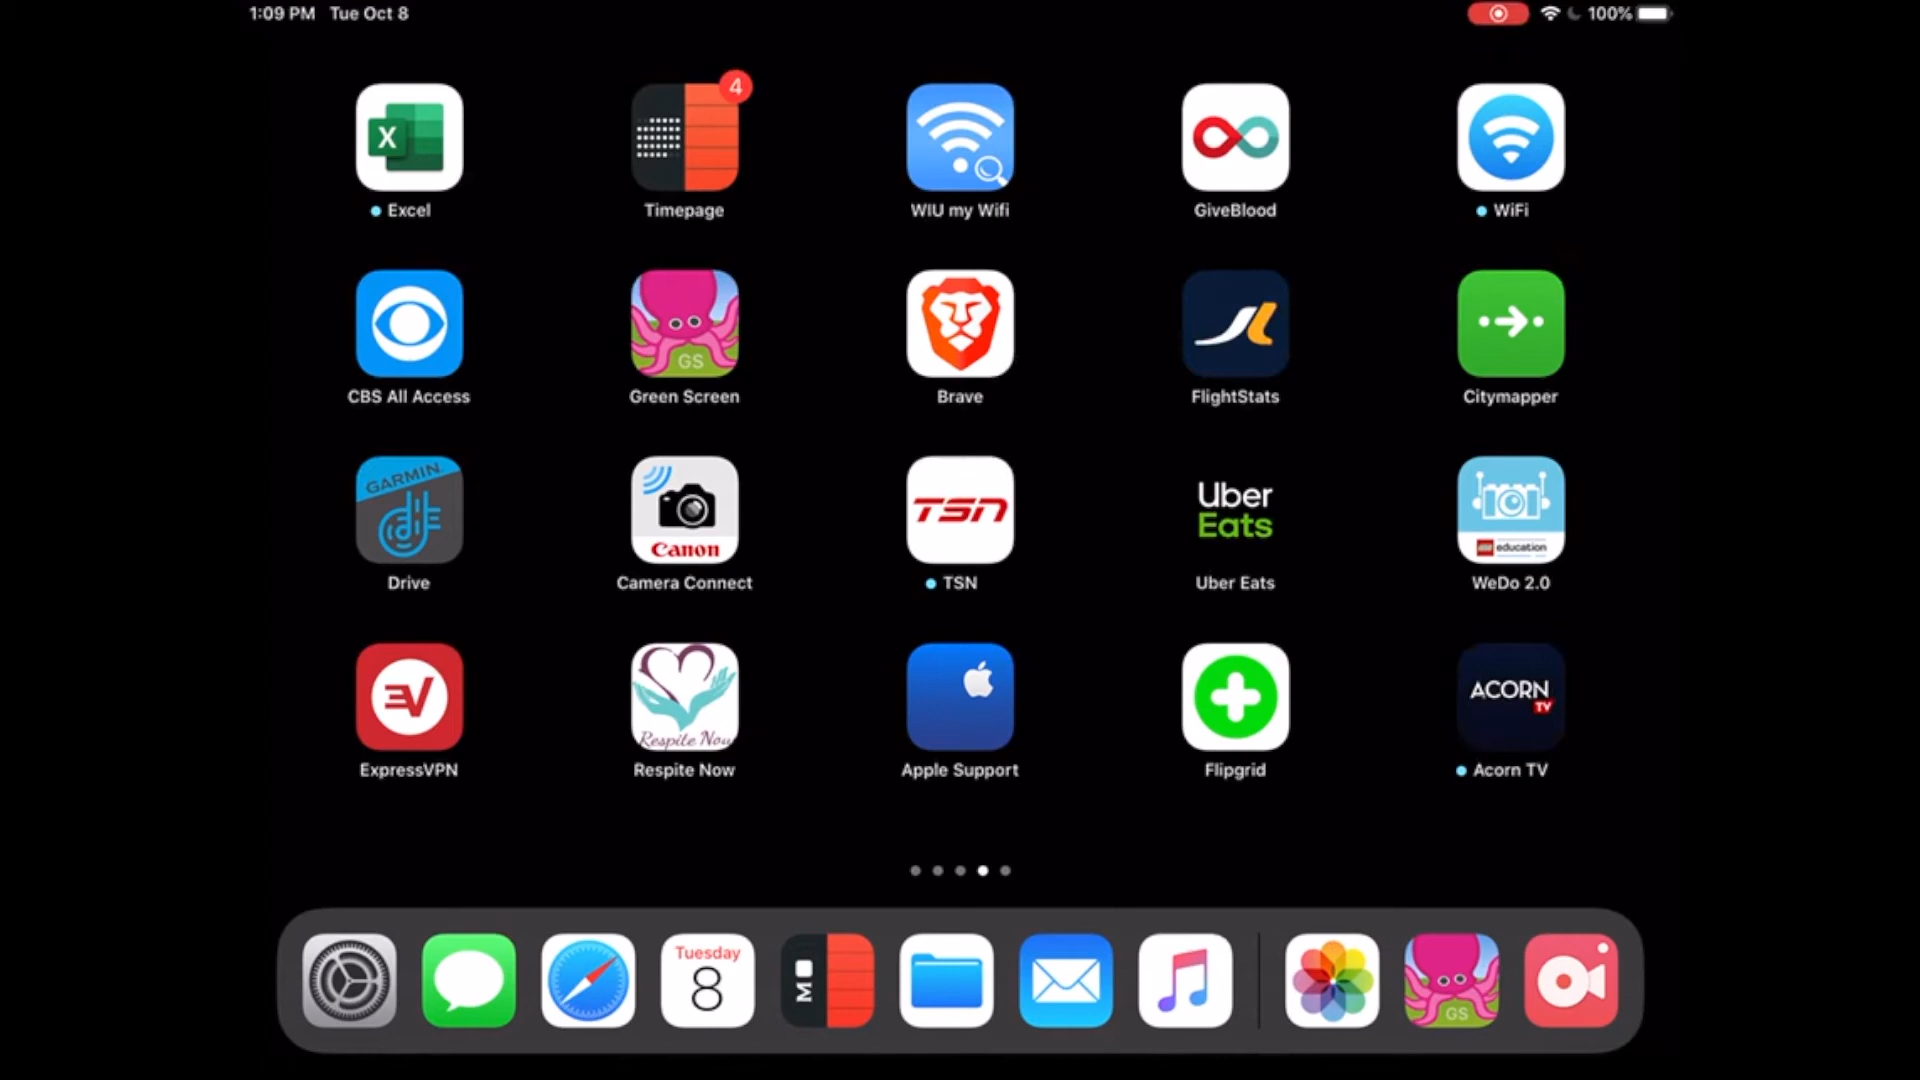 1:09 PM Tue Oct 8
100%
4
X
Excel
Timepage
WIU my Wifi
GiveBlood
WiFi
GS
CBS All Access
Green Screen
Brave
FlightStats
Citymapper
GARMIN
Canon
TSN
Uber
Eats
education
Drive
Camera Connect
TSN
Uber Eats
WeDo 2.0
EV
Respite Now
ACORN
TV
ExpressVPN
Respite Now
Apple Support
Flipgrid
Acorn TV
Tuesday
8
M
GS